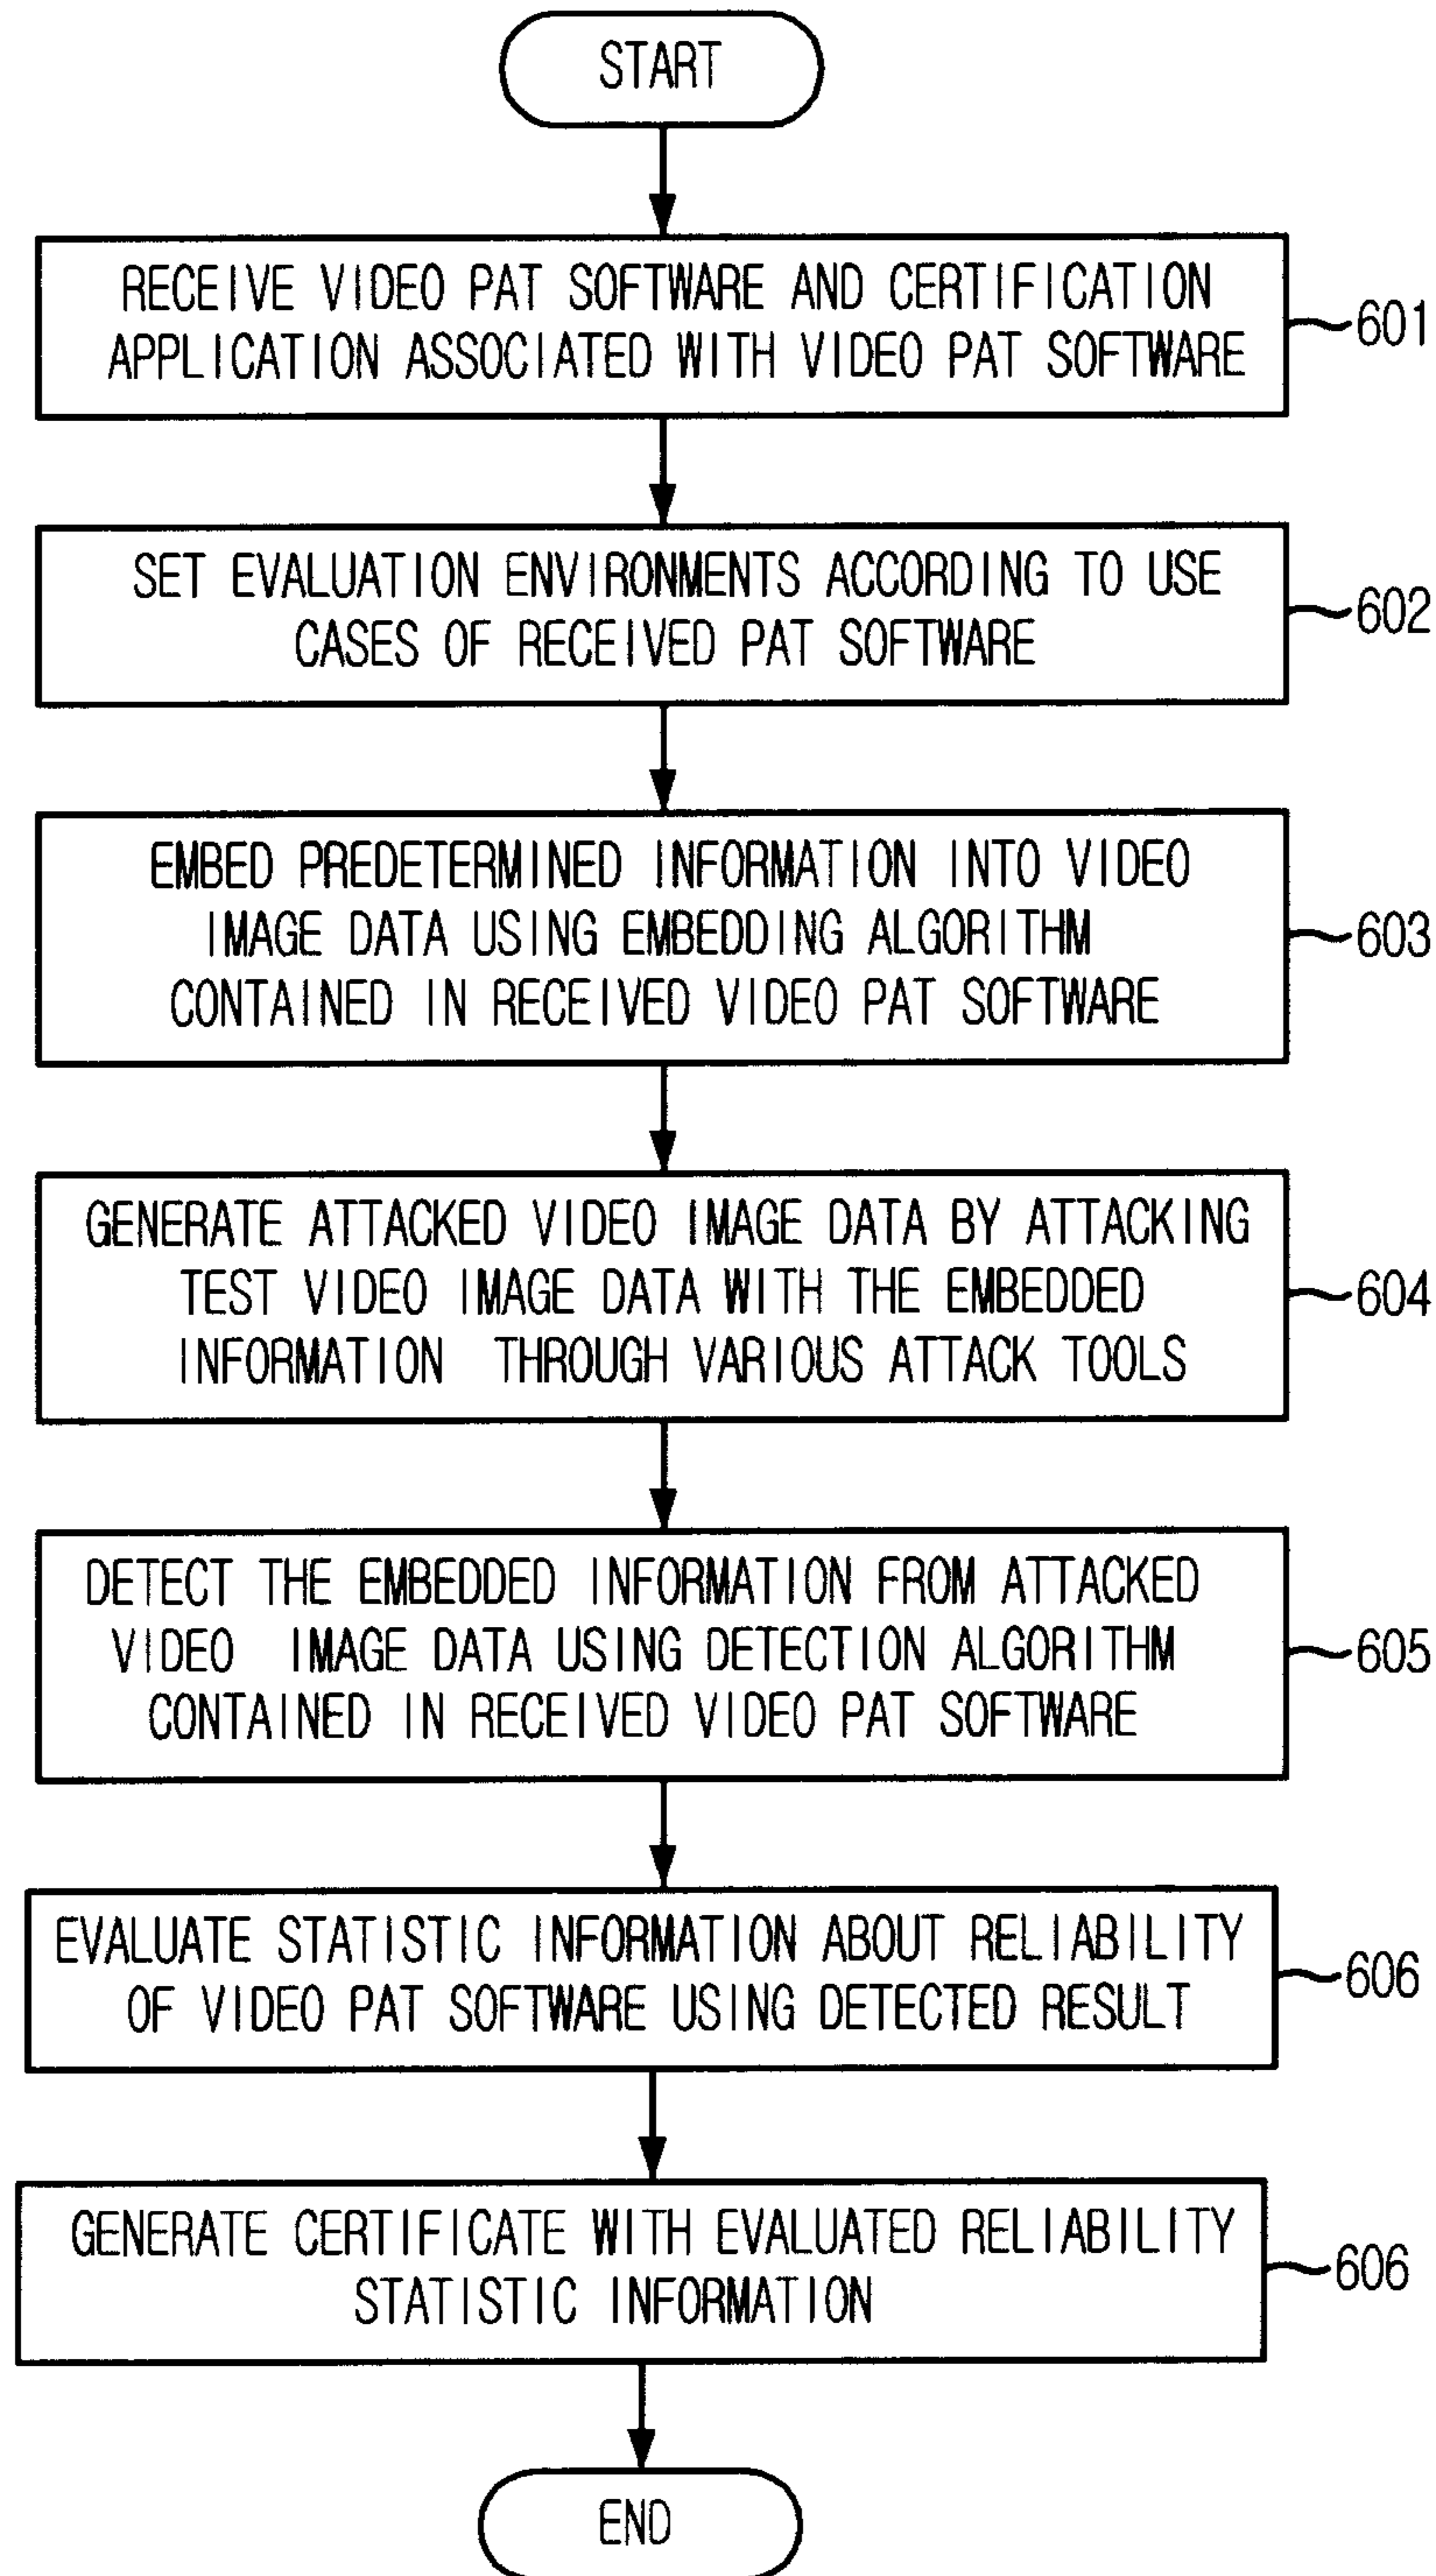 START
RECEIVE VIDEO PAT SOFTWARE AND CERTIFICATION
APPLICATION ASSOCIATED WITH VIDEO PAT SOFTWARE
601
SET EVALUATION ENVIRONMENTS ACCORDING TO USE
CASES OF RECEIVED PAT SOFTWARE
602
EMBED PREDETERMINED INFORMATION INTO VIDEO
IMAGE DATA USING EMBEDDING ALGORITHM
CONTAINED IN RECEIVED VIDEO PAT SOFTWARE
603
GENERATE ATTACKED VIDEO IMAGE DATA BY ATTACKING
TEST VIDEO IMAGE DATA WITH THE EMBEDDED
INFORMATION THROUGH VARIOUS ATTACK TOOLS
604
DETECT THE EMBEDDED INFORMATION FROM ATTACKED
VIDEO IMAGE DATA USING DETECTION ALGORITHM
CONTAINED IN RECEIVED VIDEO PAT SOFTWARE
605
EVALUATE STATISTIC INFORMATION ABOUT RELIABILITY
OF VIDEO PAT SOFTWARE USING DETECTED RESULT
606
GENERATE CERTIFICATE WITH EVALUATED RELIABILITY
STATISTIC INFORMATION
606
END